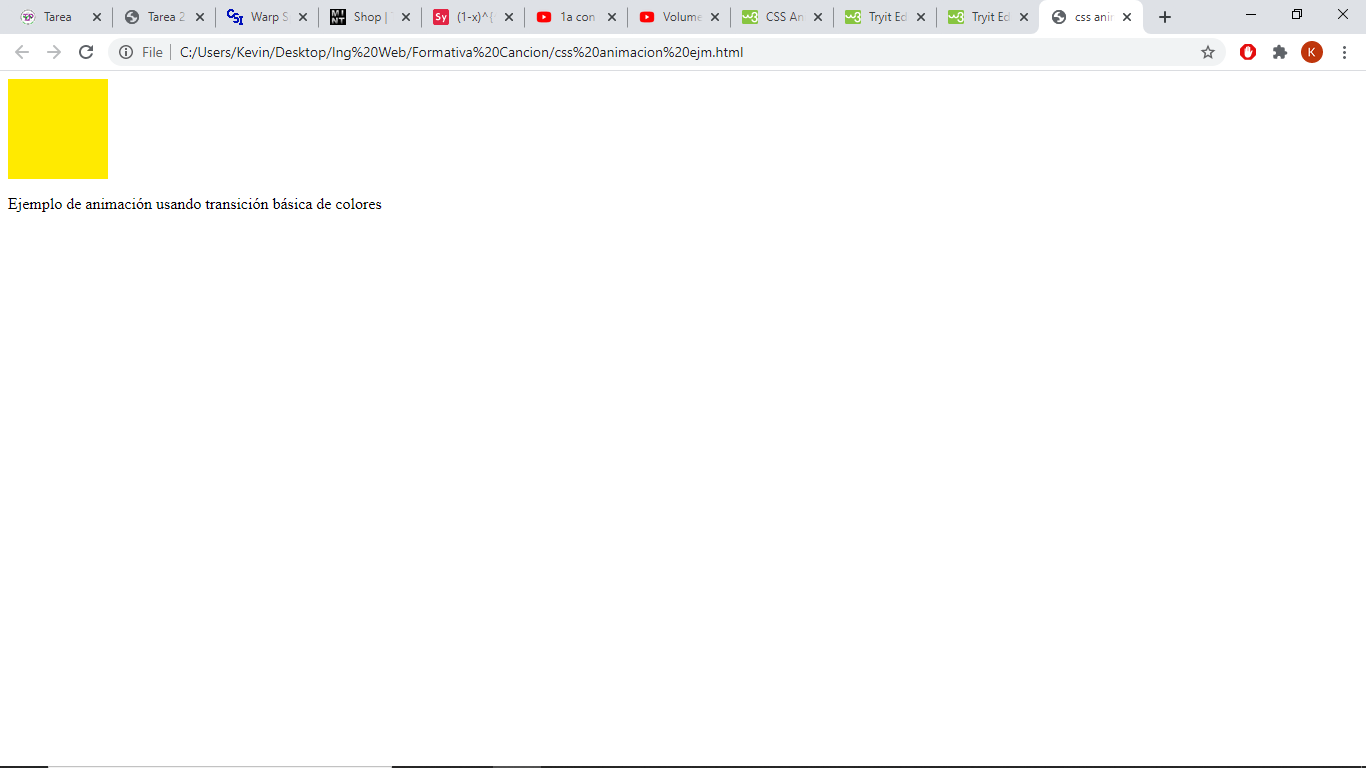 Tarea
Tarea 2
Warp S
Shop |
(1-x)^{
1a con
Volume
CSS An
Tryit Ed
Tryit Ed
css anir
File
C:/Users/Kevin/Desktop/Ing%20Web/Formativa%20Cancion/css%20animacion%20ejm.html
K
Ejemplo de animación usando transición básica de colores